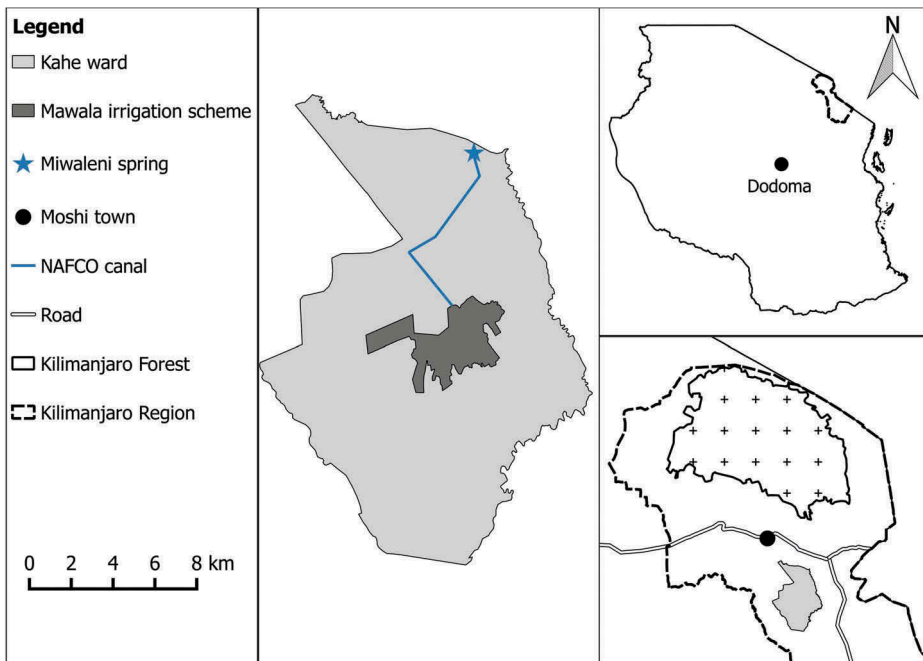 Legend
Kahe ward
Mawala irrigation scheme
Miwaleni spring
Moshi town
NAFCO canal
Road
Kilimanjaro Forest
Kilimanjaro Region
0 2 4 6 8 km
N
Dodoma